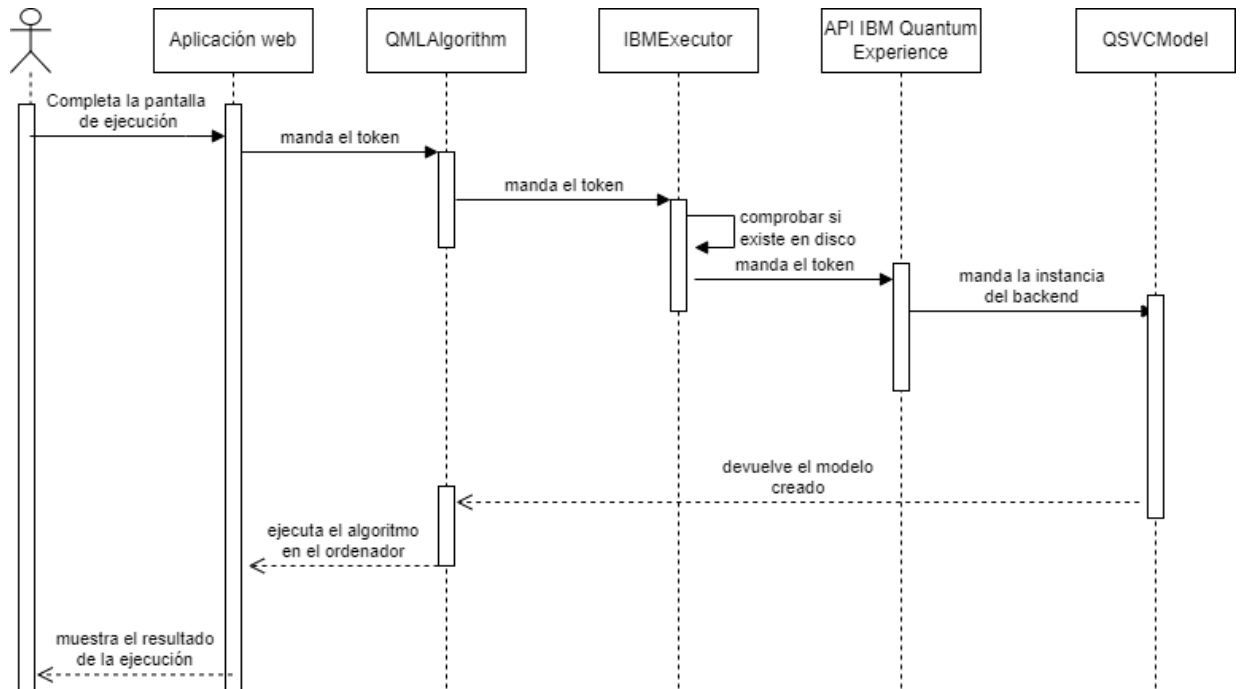 Aplicación web
QMLAlgorithm
IBMExecutor
API IBM Quantum
Experience
QSVCModel
Completa la pantalla
de ejecución
manda el token
manda el token
comprobar si
existe en disco
manda el token
manda la instancia
del backend
devuelve el modelo
creado
ejecuta el algoritmo
en el ordenador
muestra el resultado
de la ejecución